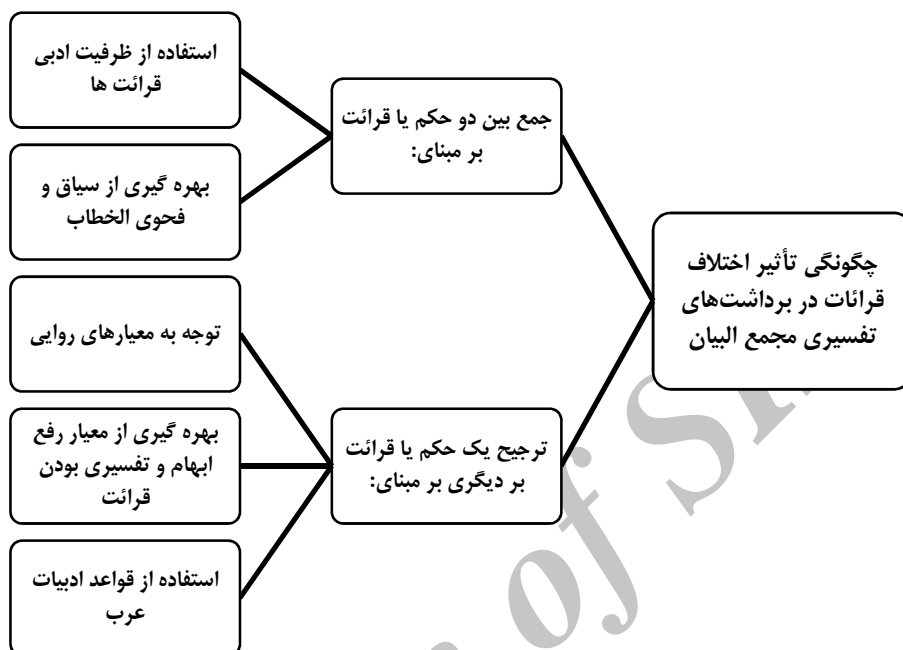 چگونگی تأثیر اختلاف
قرائات در برداشت‌های
تفسیری مجمع البیان
جمع بین دو حکم یا قرائت
بر مبنای:
استفاده از ظرفیت ادبی
قرائت ها
بهره گیری از سیاق و
فحوی الخطاب
ترجیح یک حکم یا قرائت
بر دیگری بر مبنای:
توجه به معیارهای روایی
بهره گیری از معیار رفع
ابهام و تفسیری بودن
قرائت
استفاده از قواعد ادبیات
عرب
of